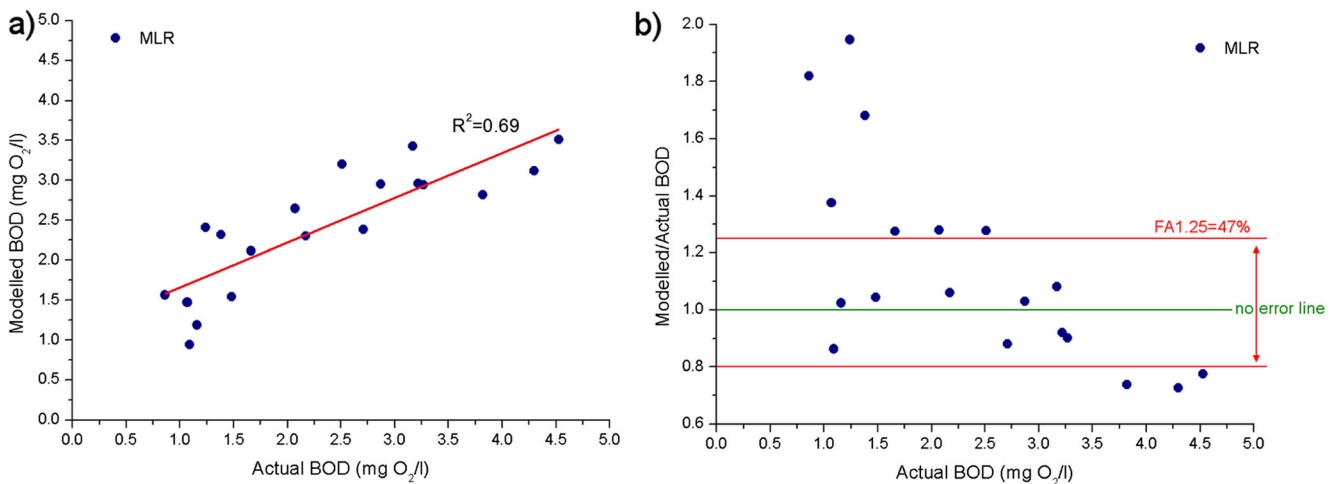 a)
MLR
R²=0.69
Modelled BOD (mg O₂/l)
5.0
4.5
4.0
3.5
3.0
2.5
2.0
1.5
1.0
0.5
0.0
0.0 0.5 1.0 1.5 2.0 2.5 3.0 3.5 4.0 4.5 5.0
Actual BOD (mg O₂/l)
b)
MLR
FA1.25=47%
no error line
Modelled/Actual BOD
2.0
1.8
1.6
1.4
1.2
1.0
0.8
0.6
0.0 0.5 1.0 1.5 2.0 2.5 3.0 3.5 4.0 4.5 5.0
Actual BOD (mg O₂/l)